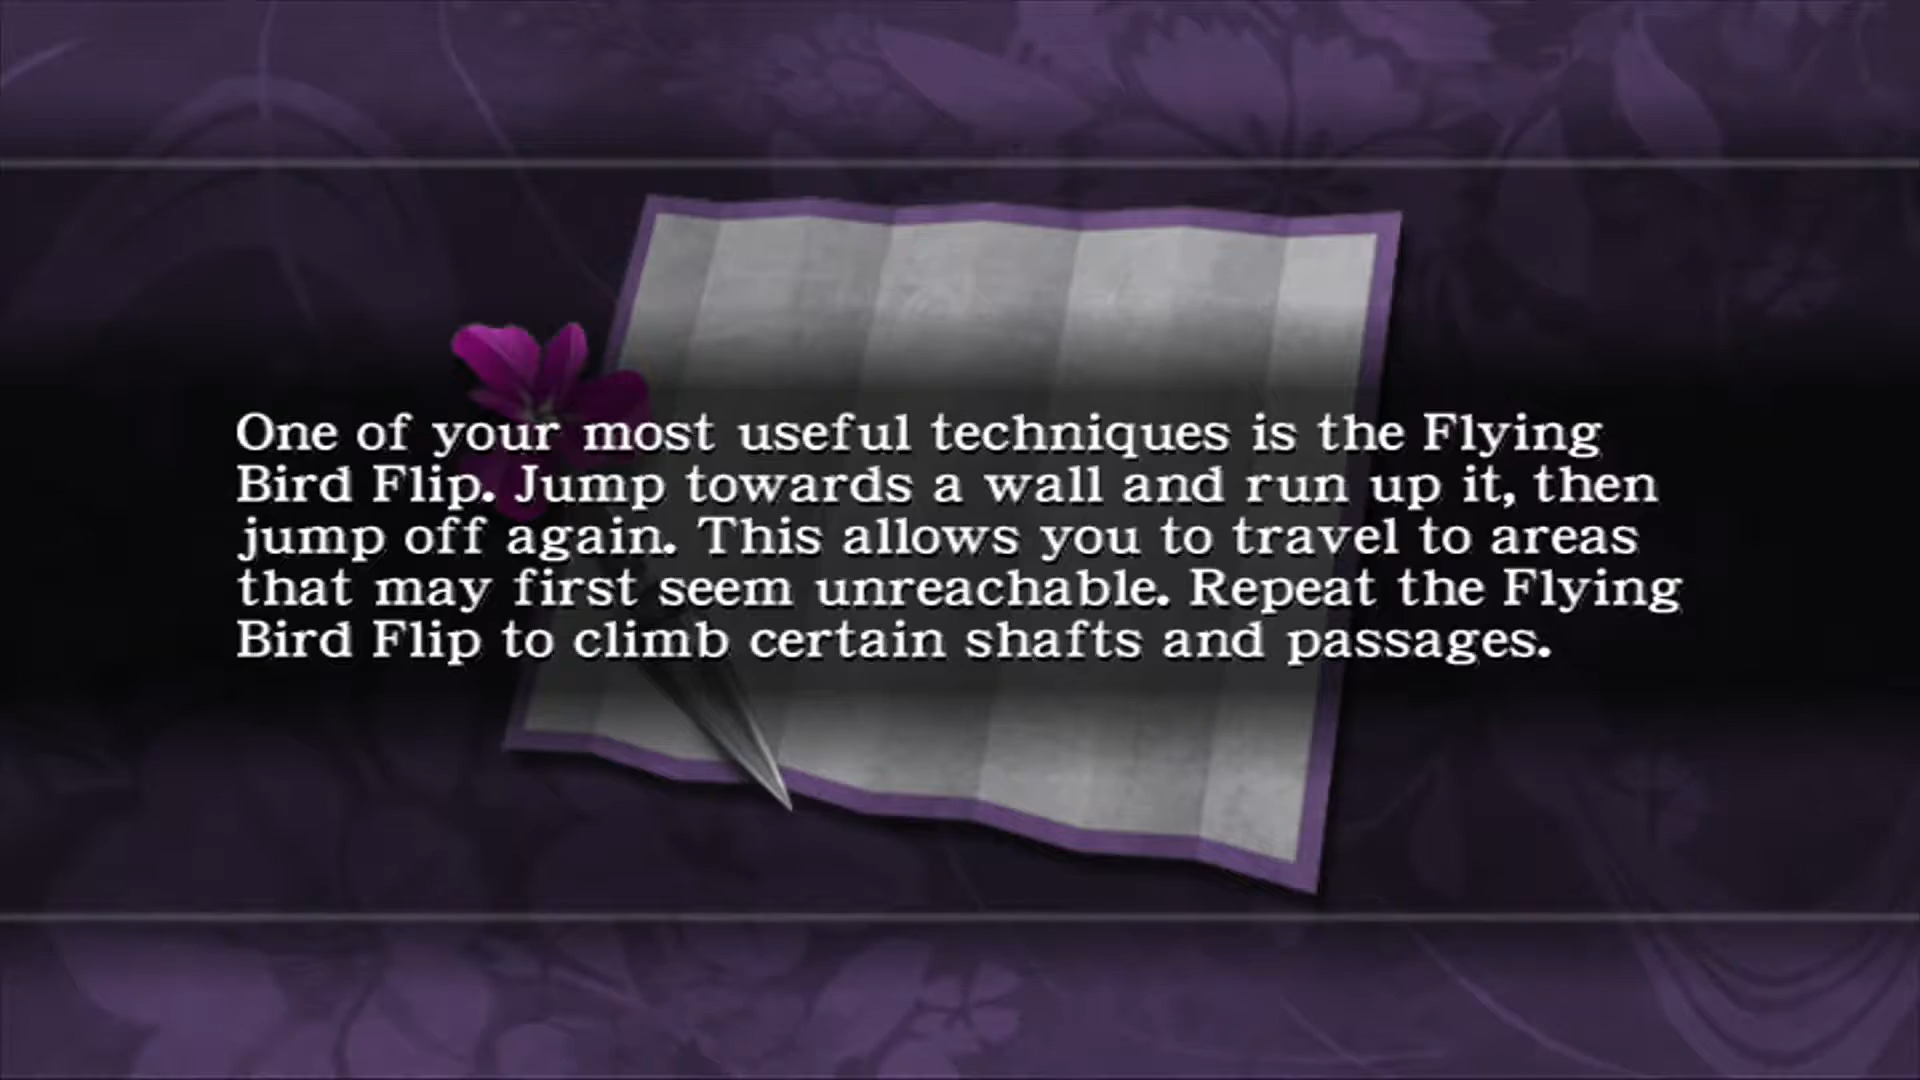 One of your most useful techniques is the Flying
Bird Flip. Jump towards a wall and run up it, then
jump off again. This allows you to travel to areas
that may first seem unreachable. Repeat the Flying
Bird Flip to climb certain shafts and passages.